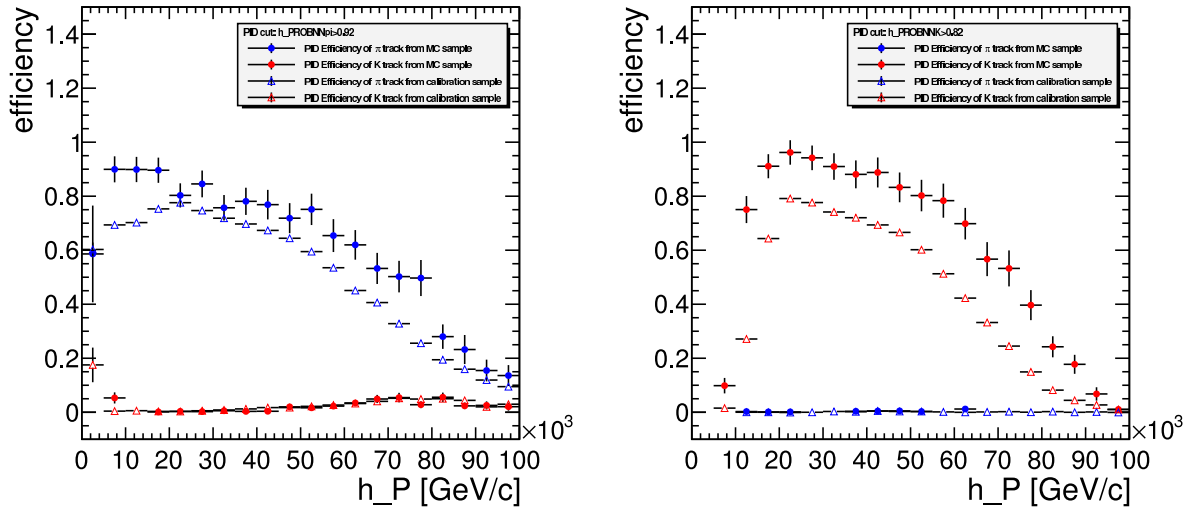 PID cut: h_PROBNNpi>0.92
PID Efficiency of π track from MC sample
PID Efficiency of K track from MC sample
PID Efficiency of π track from calibration sample
PID Efficiency of K track from calibration sample
efficiency
1.4
1.2
1
0.8
0.6
0.4
0.2
0
0 10 20 30 40 50 60 70 80 90 100
×10³
h_P [GeV/c]
PID cut: h_PROBNNK>0.82
PID Efficiency of π track from MC sample
PID Efficiency of K track from MC sample
PID Efficiency of π track from calibration sample
PID Efficiency of K track from calibration sample
efficiency
1.4
1.2
1
0.8
0.6
0.4
0.2
0
0 10 20 30 40 50 60 70 80 90 100
×10³
h_P [GeV/c]